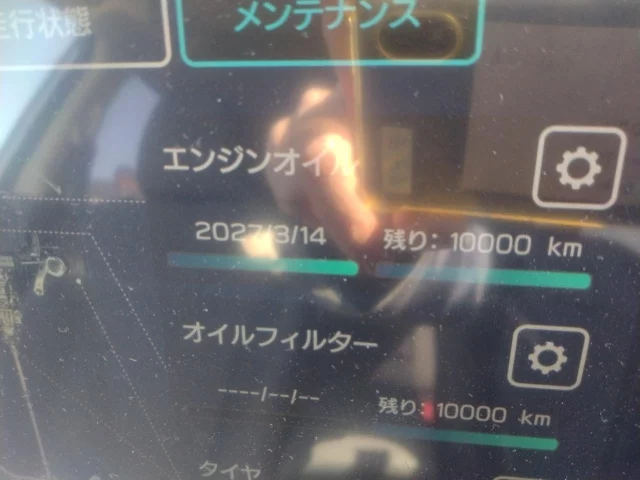 走行状態
メンテナンス
エンジンオイル
2027/3/14
残り: 10000 km
オイルフィルター
----/--/--
残り: 10000 km
タイヤ